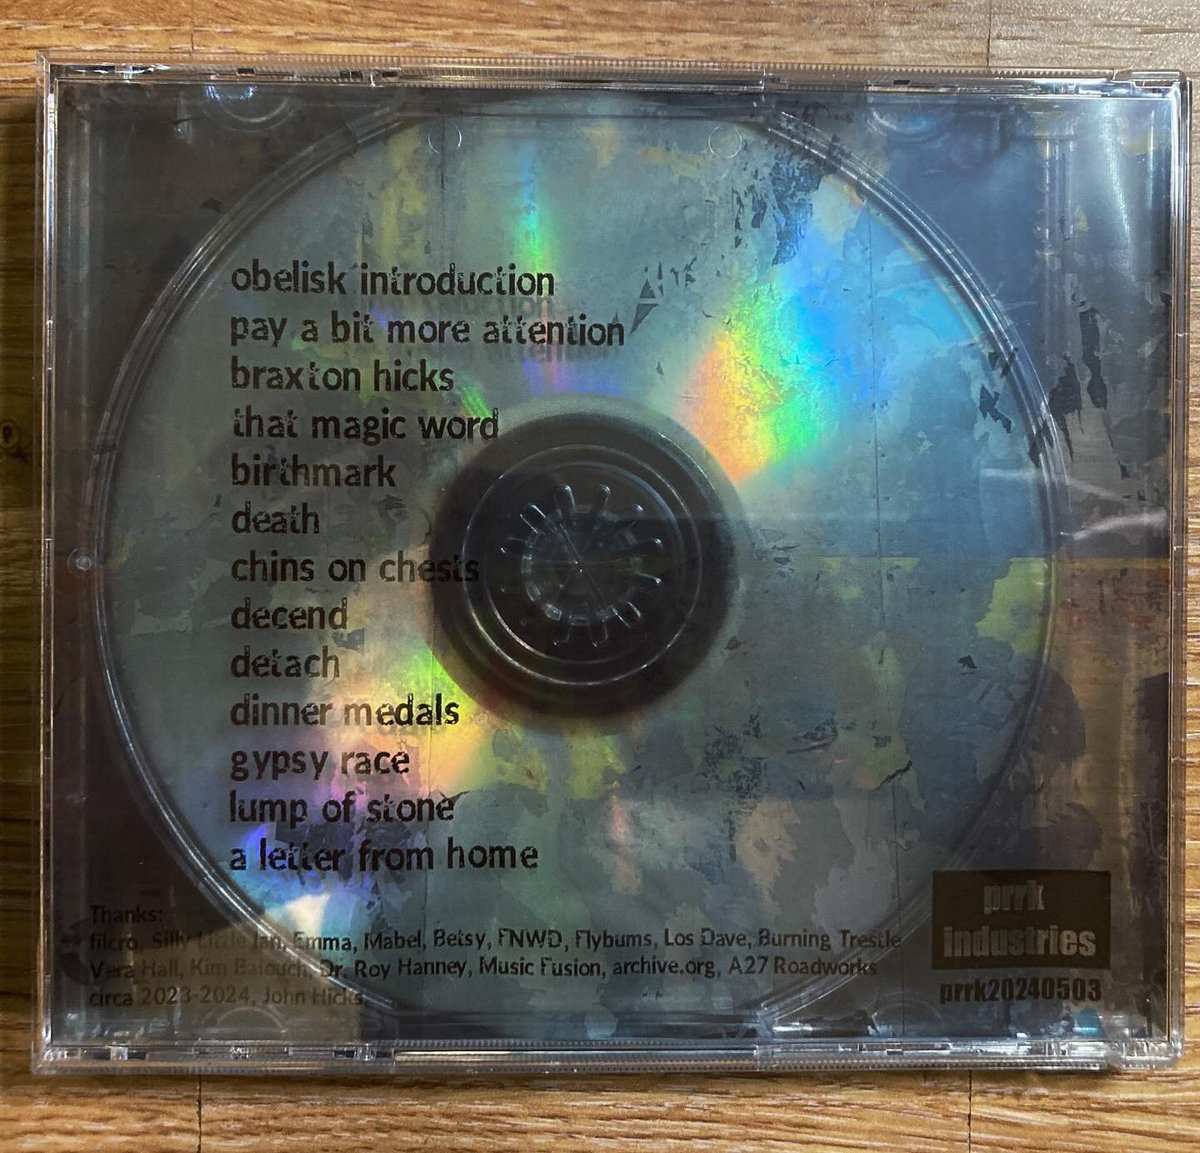 obelisk introduction
pay a bit more attention
braxton hicks
that magic word
birthmark
death
chins on chests
decend
detach
dinner medals
gypsy race
lump of stone
a letter from home
Thanks:
filcro, Silly Little Ian, Emma, Mabel, Betsy, FNWD, Flybums, Los Dave, Burning Trestle
Vera Hall, Kim Balouch, Dr. Roy Hanney, Music Fusion, archive.org, A27 Roadworks
circa 2023-2024, John Hicks.
prrk
industries
prrk20240503